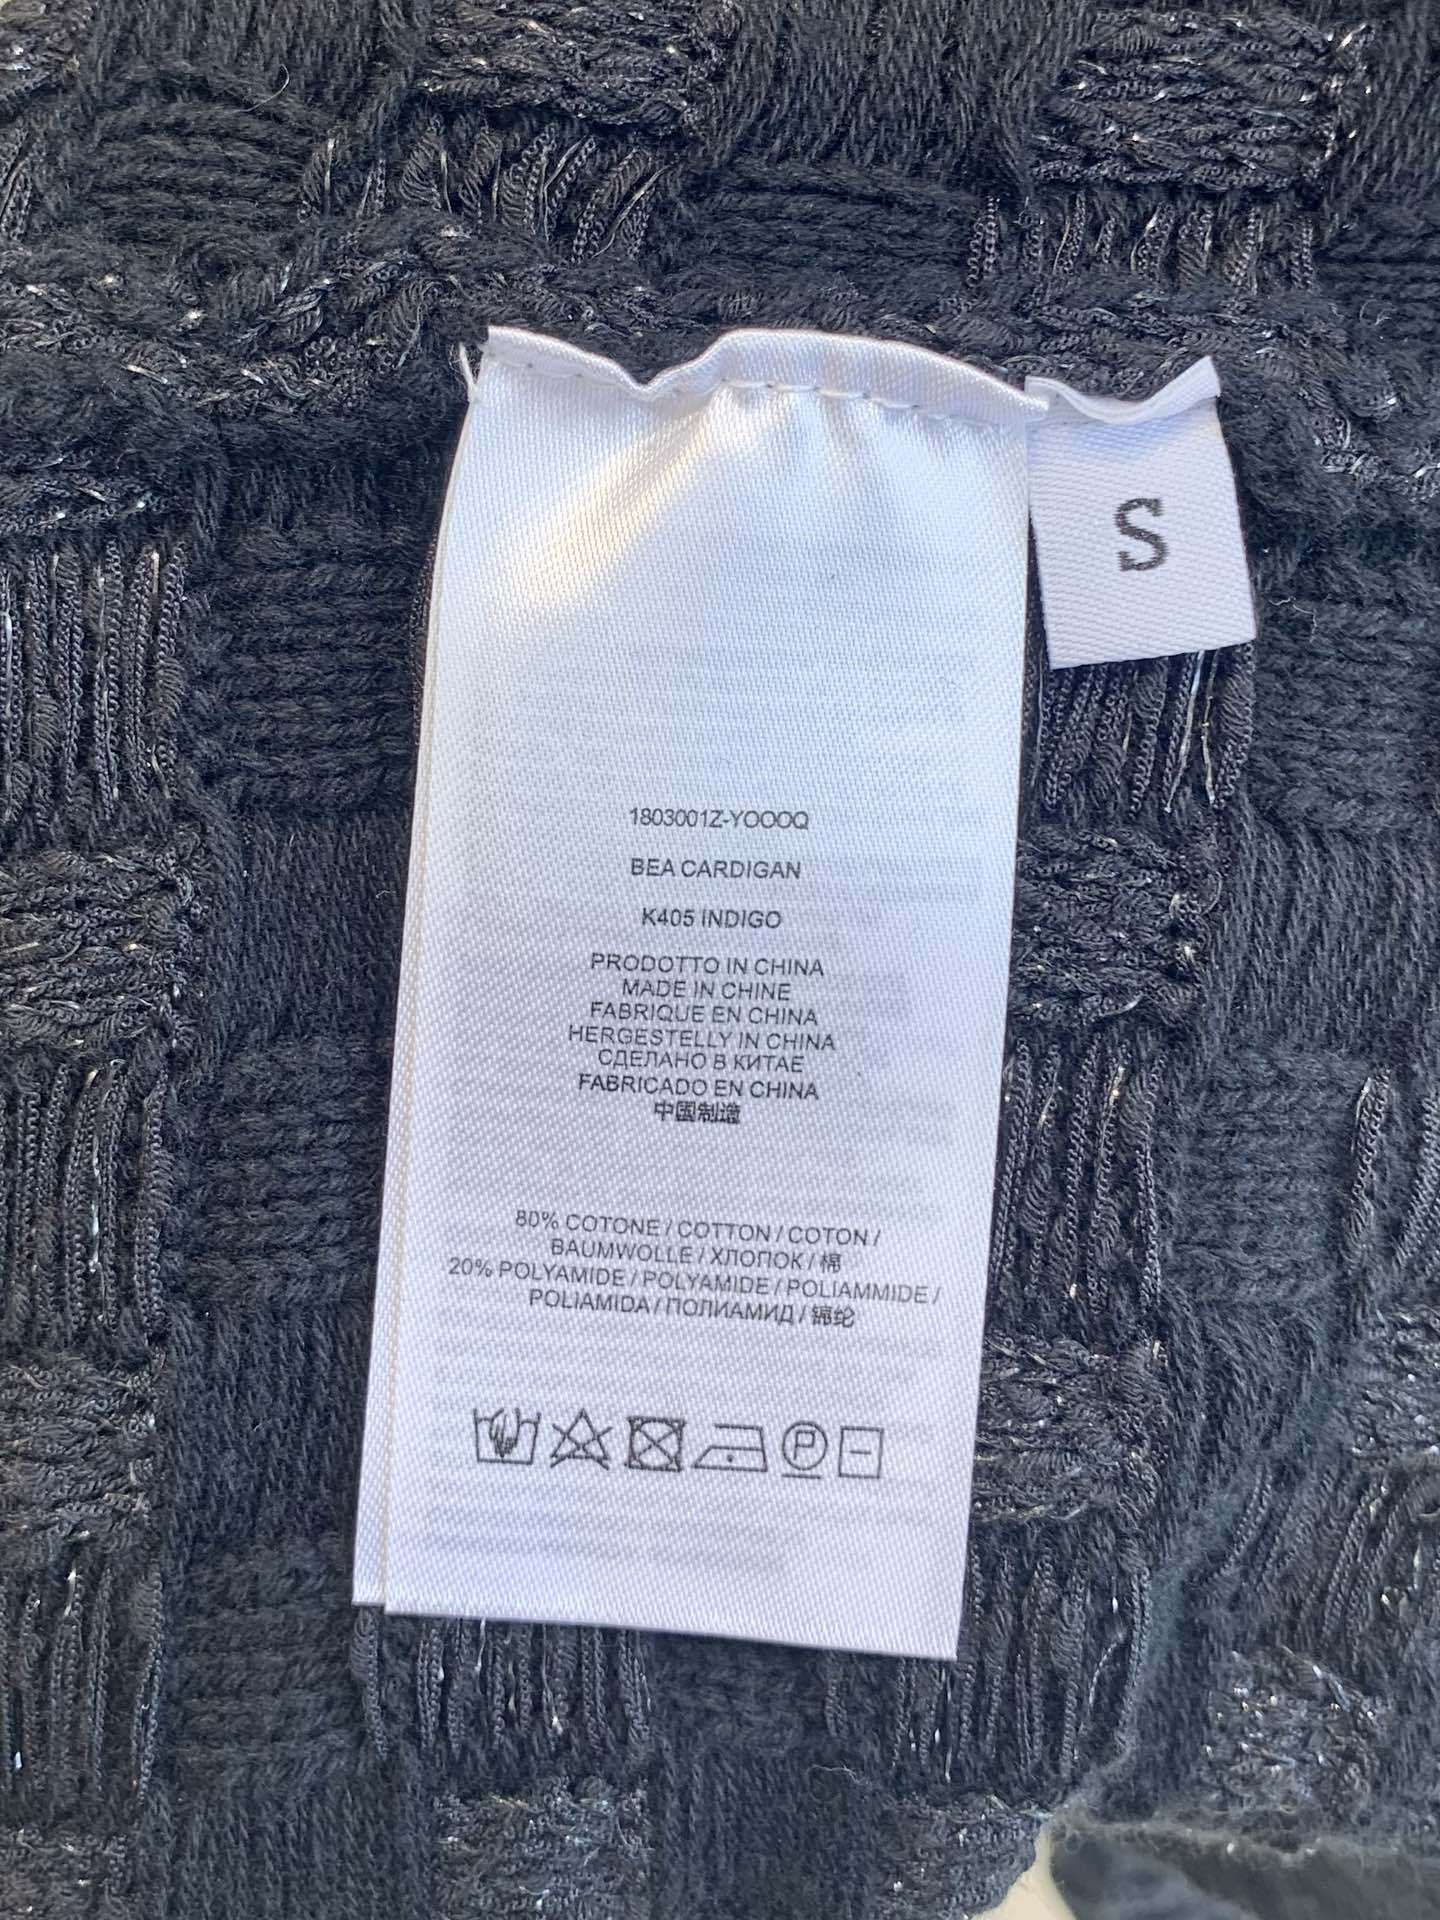 S
1803001Z-YOOOQ
BEA CARDIGAN
K405 INDIGO
PRODOTTO IN CHINA
MADE IN CHINE
FABRIQUE EN CHINA
HERGESTELLY IN CHINA
СДЕЛАНО В КИТАЕ
FABRICADO EN CHINA
中国制造
80% COTONE / COTTON / COTON /
BAUMWOLLE / ХЛОПОК / 棉
20% POLYAMIDE / POLYAMIDE / POLIAMMIDE /
POLIAMIDA / ПОЛИАМИД / 锦纶
P